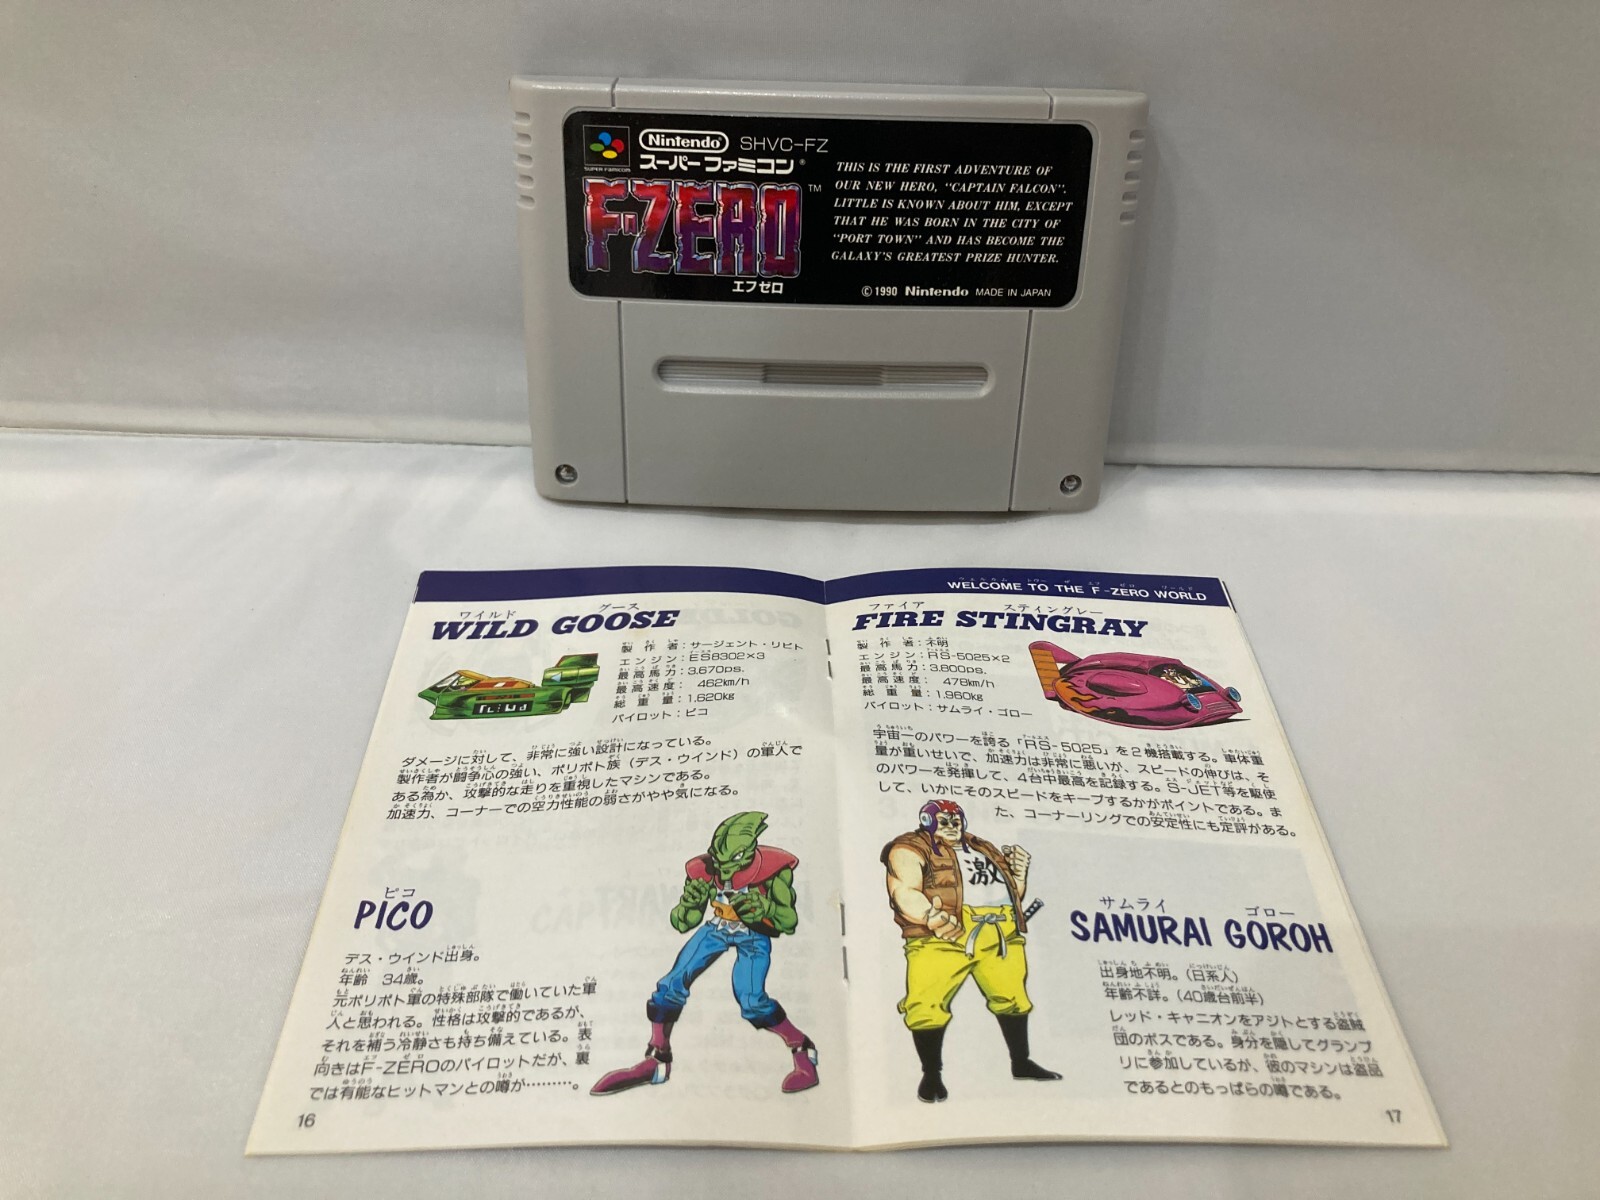 SUPER FAMICOM
Nintendo SHVC-FZ
スーパーファミコン®
F-ZERO™
エフゼロ
THIS IS THE FIRST ADVENTURE OF
OUR NEW HERO, "CAPTAIN FALCON".
LITTLE IS KNOWN ABOUT HIM, EXCEPT
THAT HE WAS BORN IN THE CITY OF
"PORT TOWN" AND HAS BECOME THE
GALAXY'S GREATEST PRIZE HUNTER.
©1990 Nintendo MADE IN JAPAN
ワイルド グース
WILD GOOSE
製作者:サージェント・リビト
エンジン:ES8302×3
最高馬力:3,670ps.
最高速度: 462km/h
総重量:1,620kg
パイロット:ピコ
ダメージに対して、非常に強い設計になっている。
製作者が闘争心の強い、ポリポト族（デス・ウインド）の軍人で
ある為か、攻撃的な走りを重視したマシンである。
加速力、コーナーでの空力性能の弱さがやや気になる。
ピコ
PICO
デス・ウインド出身。
年齢 34歳。
元ポリポト軍の特殊部隊で働いていた軍
人と思われる。性格は攻撃的であるが、
それを補う冷静さも持ち備えている。表
向きはF-ZEROのパイロットだが、裏
では有能なヒットマンとの噂が………。
16
WELCOME TO THE F-ZERO WORLD
ファイア スティングレー
FIRE STINGRAY
製作者:不明
エンジン:RS-5025×2
最高馬力:3,800ps.
最高速度: 478km/h
総重量:1,960kg
パイロット:サムライ・ゴロー
宇宙一のパワーを誇る「RS-5025」を2機搭載する。車体重
量が重いせいで、加速力は非常に悪いが、スピードの伸びは、そ
のパワーを発揮して、4台中最高を記録する。S-JET等を駆使
して、いかにそのスピードをキープするかがポイントである。ま
た、コーナーリングでの安定性にも定評がある。
激
サムライ ゴロー
SAMURAI GOROH
出身地不明。（日系人）
年齢不詳。（40歳台前半）
レッド・キャニオンをアジトとする盗賊
団のボスである。身分を隠してグランプ
リに参加しているが、彼のマシンは盗品
であるとのもっぱらの噂である。
17